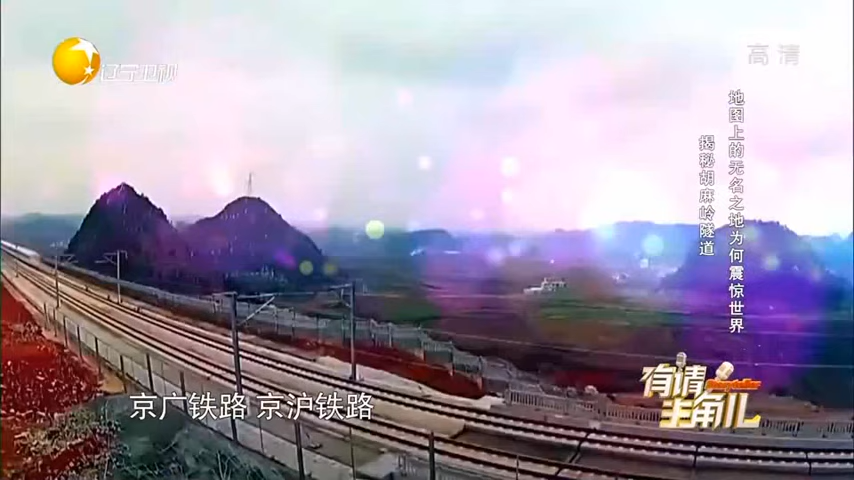 辽宁卫视
高清
地图上的无名之地为何震惊世界
揭秘胡麻岭隧道
京广铁路 京沪铁路
有请
Storyteller
主角儿